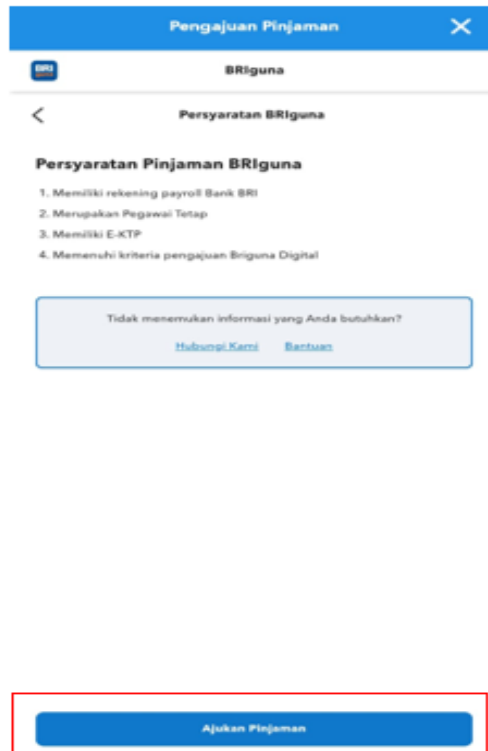 Pengajuan Pinjaman
BRI
BRIguna
Persyaratan BRIguna
Persyaratan Pinjaman BRIguna
1. Memiliki rekening payroll Bank BRI
2. Merupakan Pegawai Tetap
3. Memiliki E-KTP
4. Memenuhi kriteria pengajuan Briguna Digital
Tidak menemukan informasi yang Anda butuhkan?
Hubungi Kami Bantuan
Ajukan Pinjaman